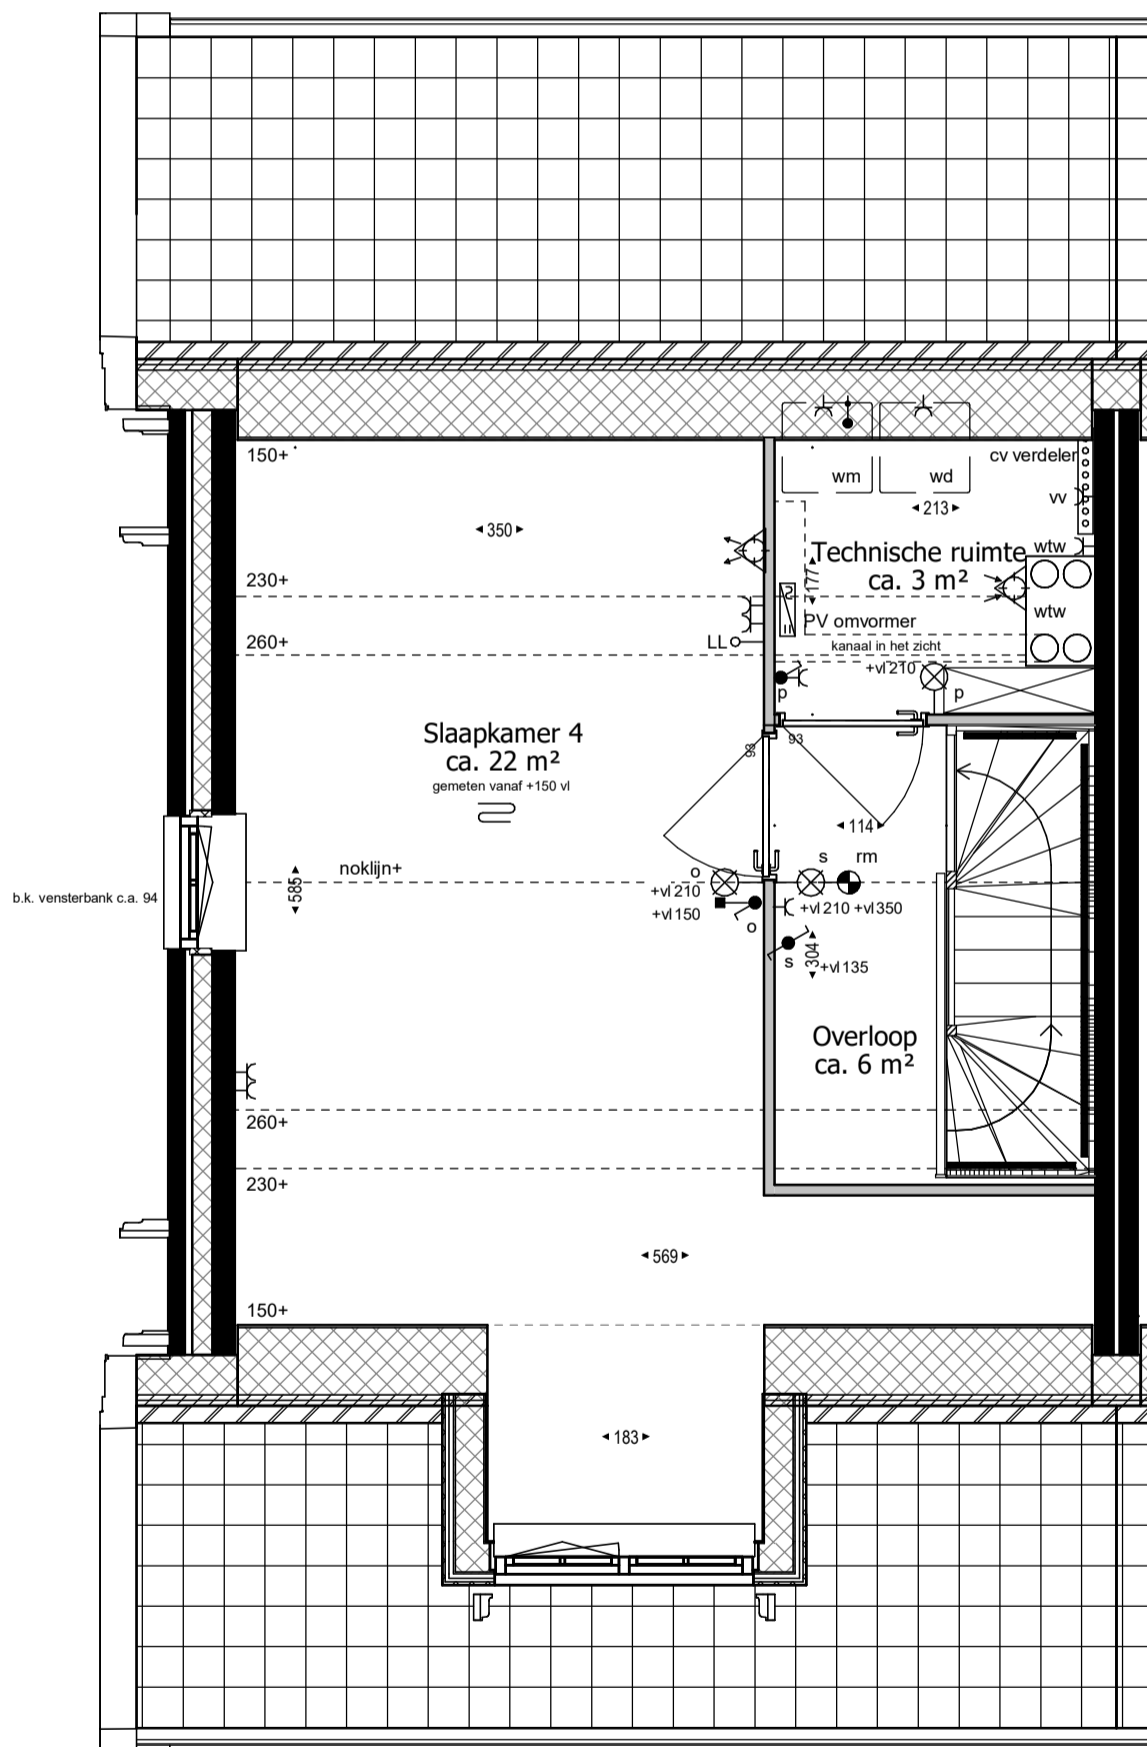 150+
cv verdeler
wm
wd
vv
213
350
Technische ruimte
wtw
ca. 3 m²
177
230+
wtw
PV omvormer
260+
LL
kanaal in het zicht
+vl 210
p
p
Slaapkamer 4
ca. 22 m²
gemeten vanaf +150 vl
93
93
114
s
rm
noklijn+
o
585
b.k. vensterbank c.a. 94
+vl 210
+vl 210 +vl 350
+vl 150
o
s
304
+vl 135
Overloop
ca. 6 m²
260+
230+
569
150+
183